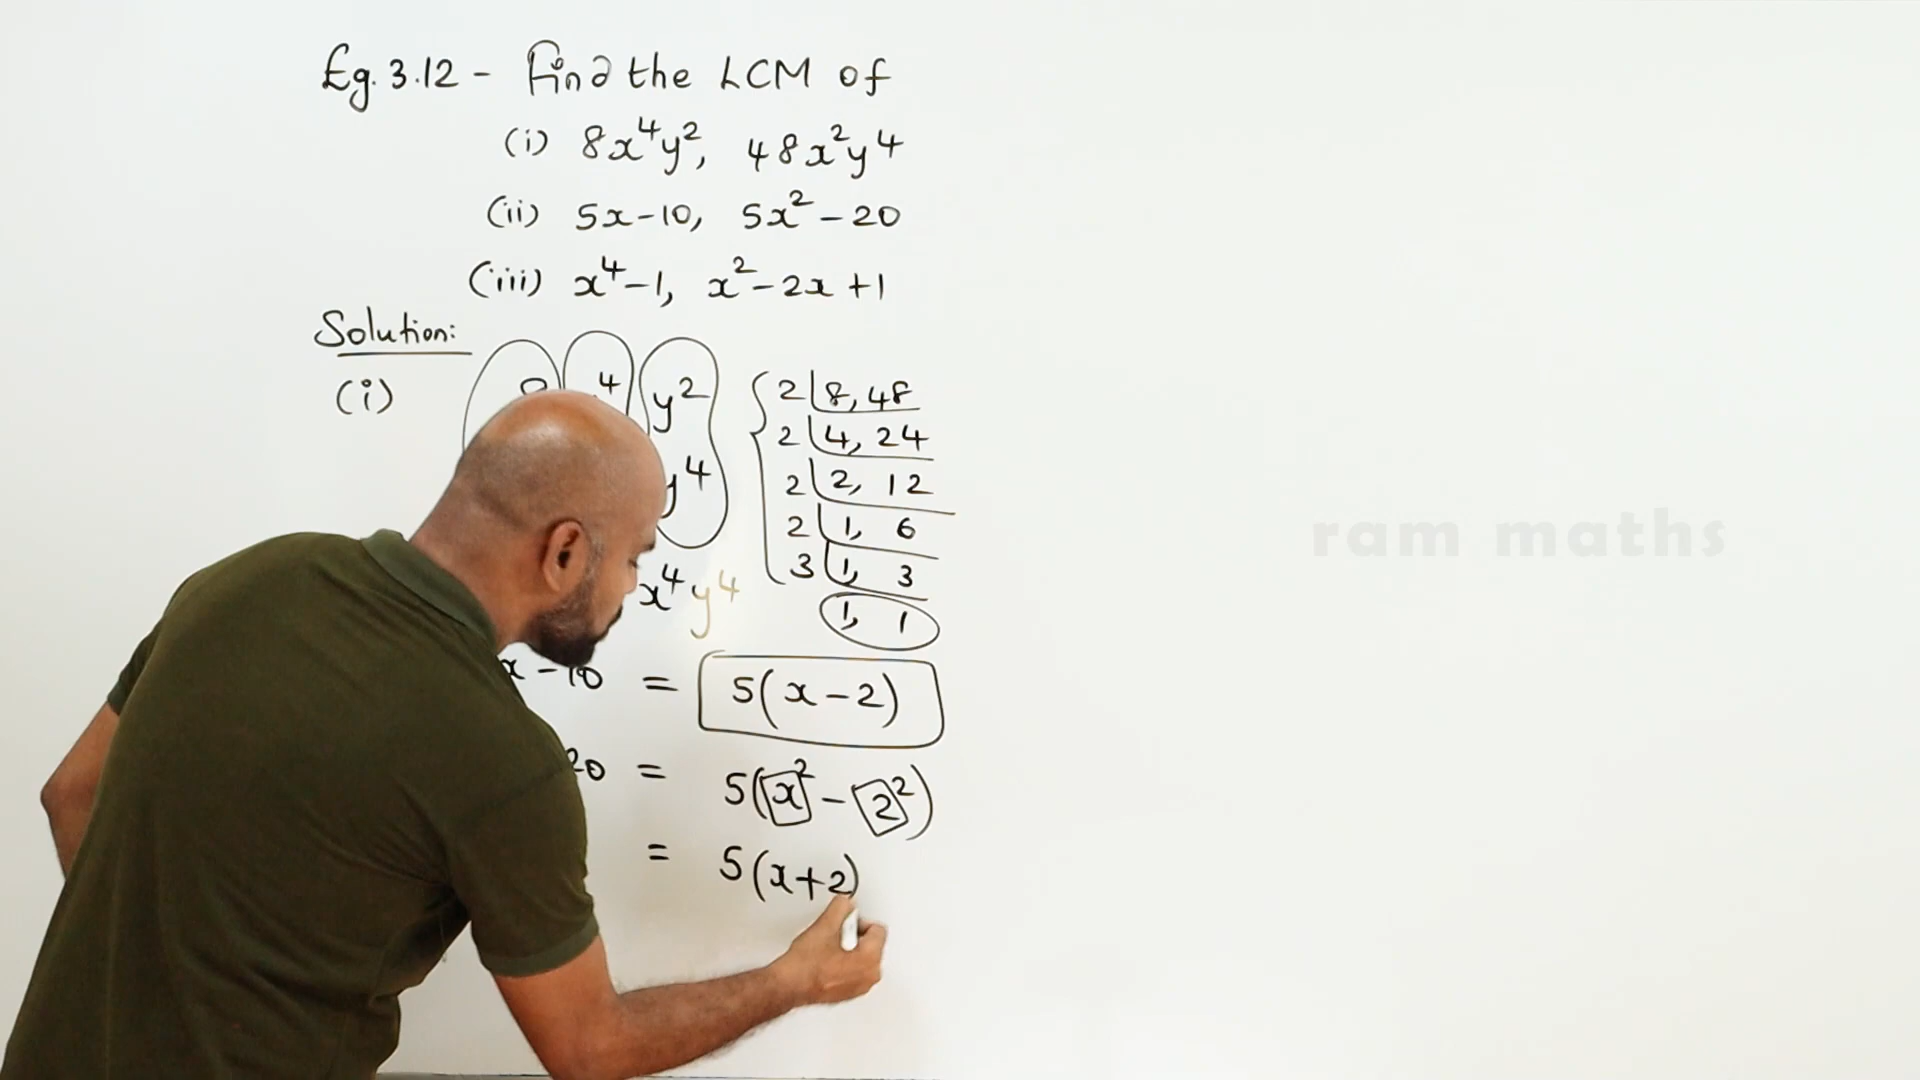 Eg. 3.12 - Find the LCM of
(i) 8x⁴y², 48x²y⁴
(ii) 5x-10, 5x²-20
(iii) x⁴-1, x²-2x+1
Solution:
(i)
4 y²
y⁴
x⁴y⁴
2 | 8, 48
2 | 4, 24
2 | 2, 12
2 | 1, 6
3 | 1, 3
1, 1
x-10 = 5(x-2)
20 = 5(x²-2²)
= 5(x+2)
ram maths